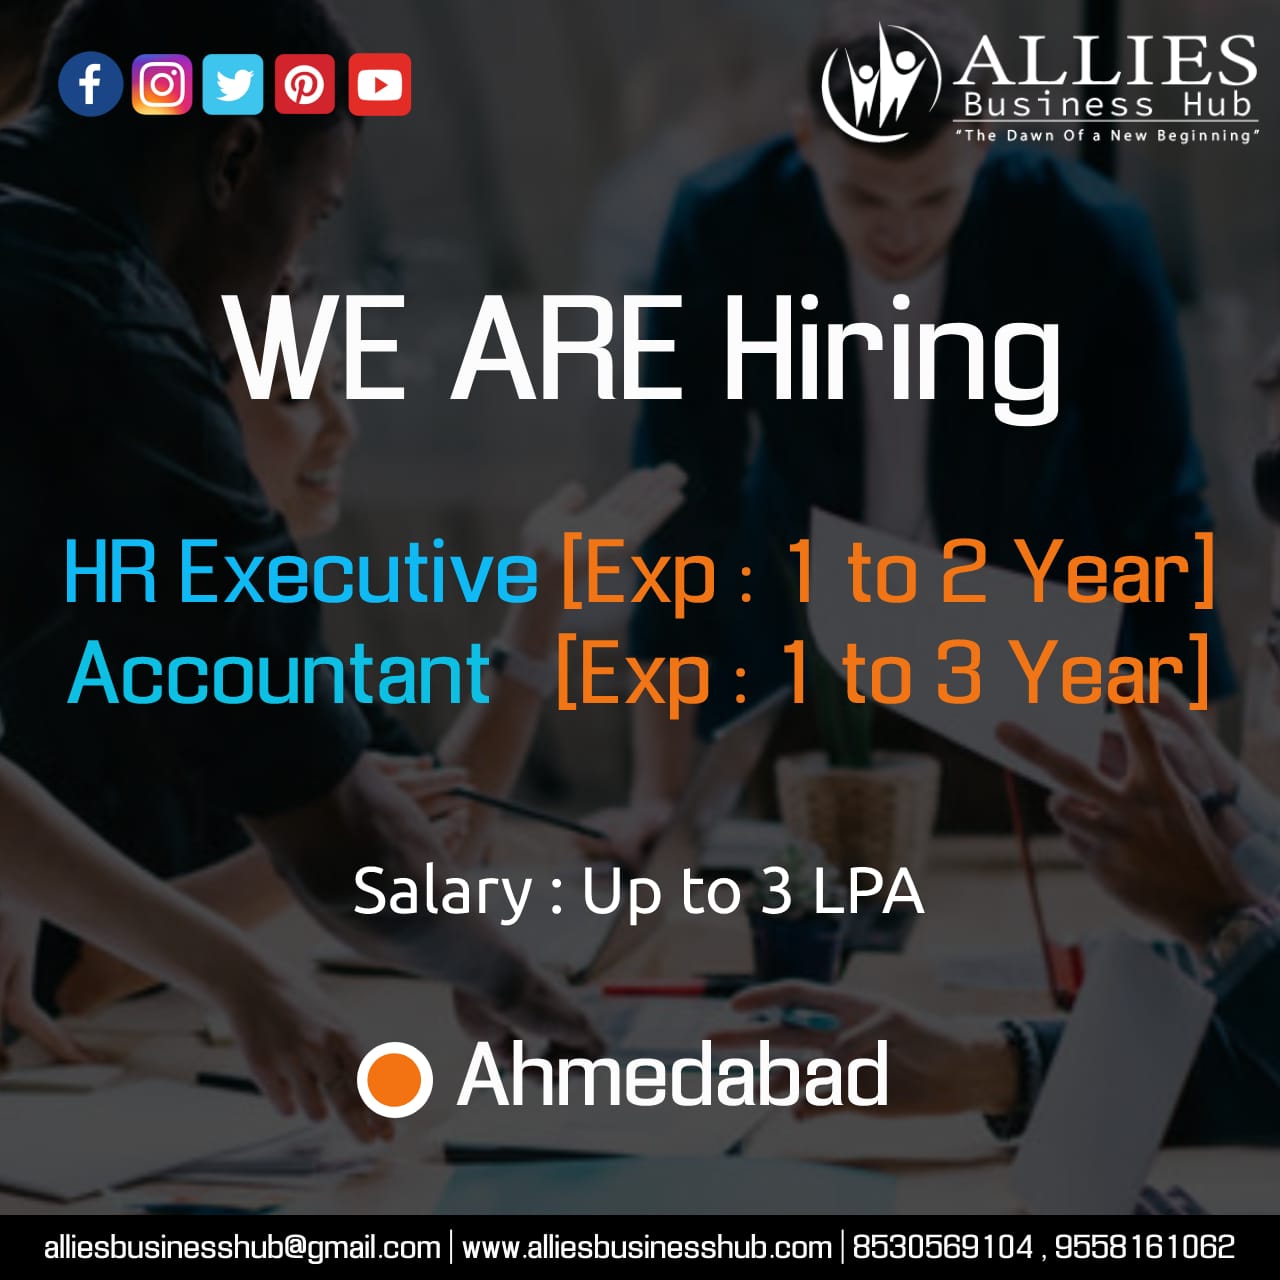 ALLIES
Business Hub
"The Dawn Of a New Beginning"
WE ARE Hiring
HR Executive [Exp : 1 to 2 Year]
Accountant [Exp : 1 to 3 Year]
Salary : Up to 3 LPA
Ahmedabad
alliesbusinesshub@gmail.com | www.alliesbusinesshub.com | 8530569104 , 9558161062